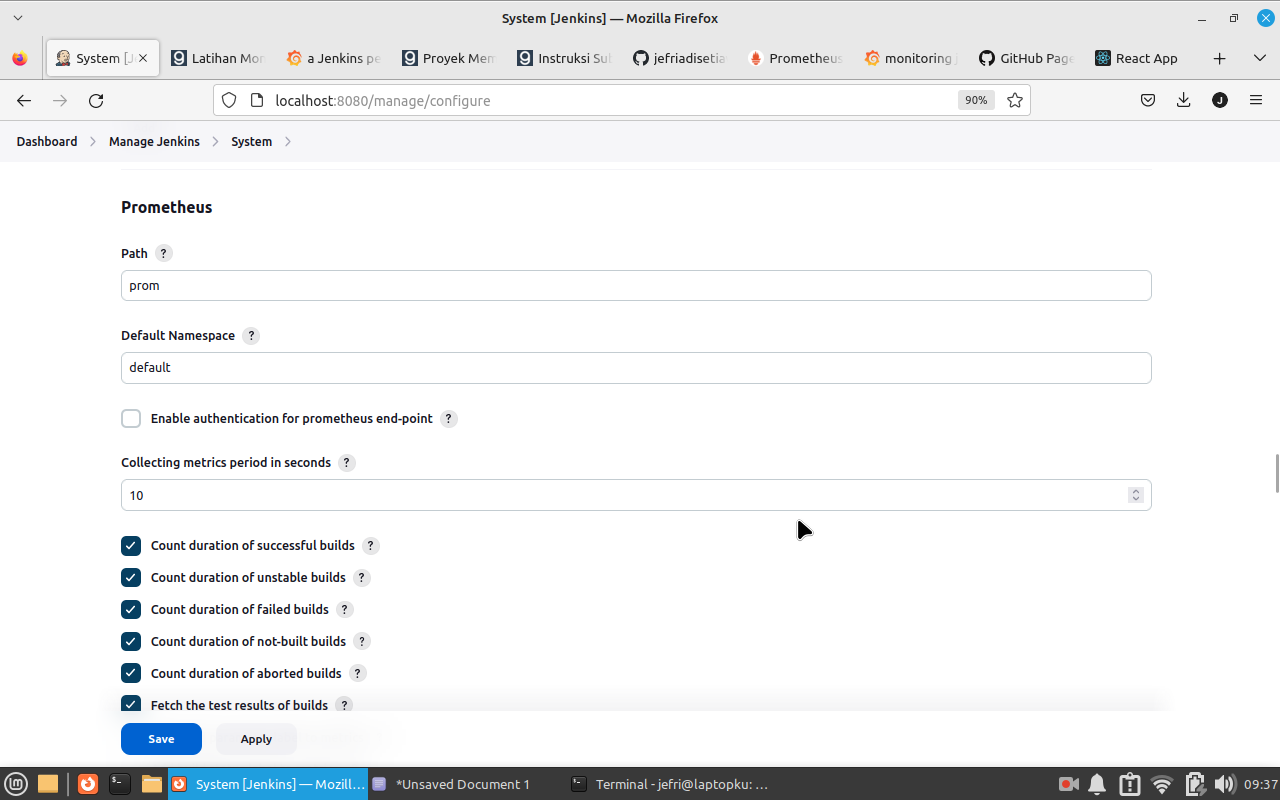 System [Jenkins] — Mozilla Firefox
System [J
Latihan Mor
a Jenkins pe
Proyek Mem
Instruksi Sub
jefriadisetia
Prometheus
monitoring
GitHub Page
React App
localhost:8080/manage/configure
90%
J
Dashboard
Manage Jenkins
System
Prometheus
Path ?
prom
Default Namespace ?
default
Enable authentication for prometheus end-point ?
Collecting metrics period in seconds ?
10
Count duration of successful builds ?
Count duration of unstable builds ?
Count duration of failed builds ?
Count duration of not-built builds ?
Count duration of aborted builds ?
Fetch the test results of builds ?
Save
Apply
System [Jenkins] — Mozill...
*Unsaved Document 1
Terminal - jefri@laptopku: ...
09:37